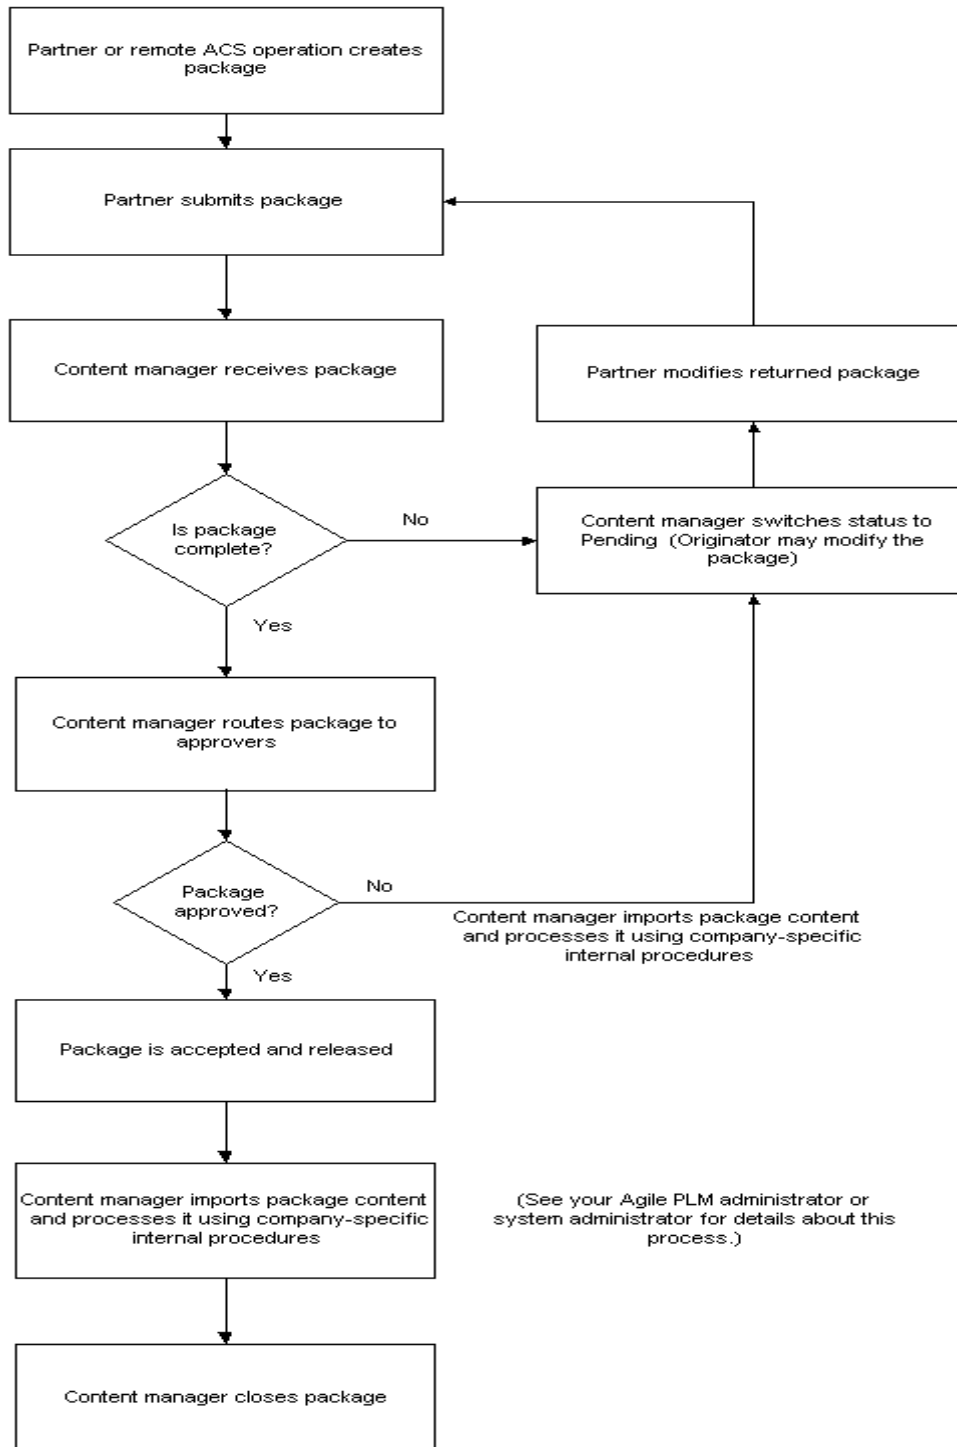 Partner or remote ACS operation creates
package
Partner submits package
Content manager receives package
Partner modifies returned package
Is package
complete?
No
Content manager switches status to
Pending (Originator may modify the
package)
Yes
Content manager routes package to
approvers
Package
approved?
No
Content manager imports package content
and processes it using company-specific
internal procedures
Yes
Package is accepted and released
Content manager imports package content
and processes it using company-specific
internal procedures
(See your Agile PLM administrator or
system administrator for details about this
process.)
Content manager closes package